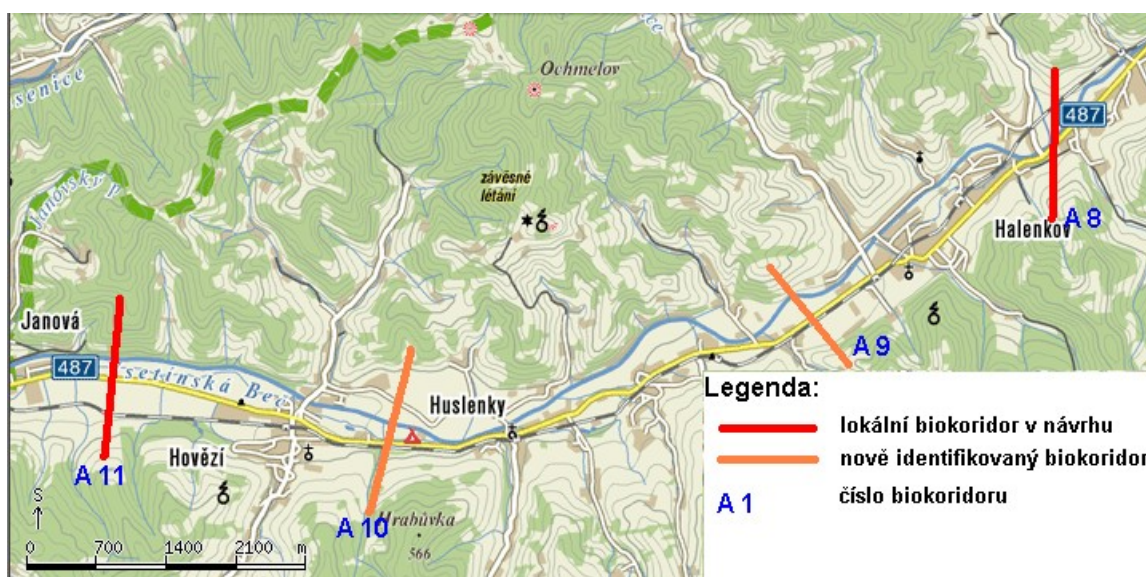 Ochmelov
487
závěsné
létání
Janovský p.
Halenkov
A 8
Janová
487
A 9
Legenda:
Huslenky
lokální biokoridor v návrhu
Hovězí
nově identifikovaný biokoridor
A 11
číslo biokoridoru
A 1
S
A 10
Hrabůvka
566
0 700 1400 2100 m